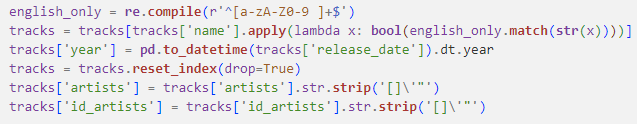 english_only = re.compile(r'^[a-zA-Z0-9 ]+$')
tracks = tracks[tracks['name'].apply(lambda x: bool(english_only.match(str(x))))]
tracks['year'] = pd.to_datetime(tracks['release_date']).dt.year
tracks = tracks.reset_index(drop=True)
tracks['artists'] = tracks['artists'].str.strip('[]\'"')
tracks['id_artists'] = tracks['id_artists'].str.strip('[]\'"')